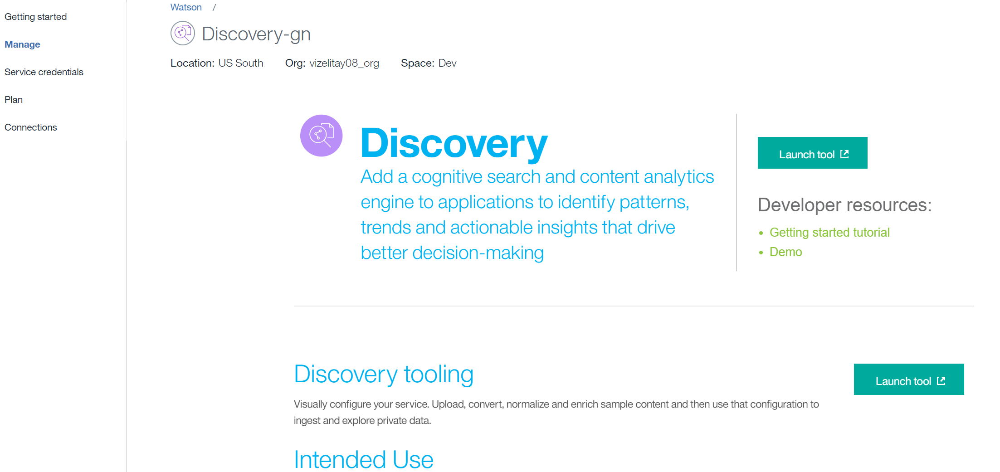 Getting started
Manage
Service credentials
Plan
Connections
Watson /
Discovery-gn
Location: US South Org: vizelitay08_org Space: Dev
Discovery
Add a cognitive search and content analytics
engine to applications to identify patterns,
trends and actionable insights that drive
better decision-making
Launch tool
Developer resources:
• Getting started tutorial
• Demo
Discovery tooling
Launch tool
Visually configure your service. Upload, convert, normalize and enrich sample content and then use that configuration to
ingest and explore private data.
Intended Use